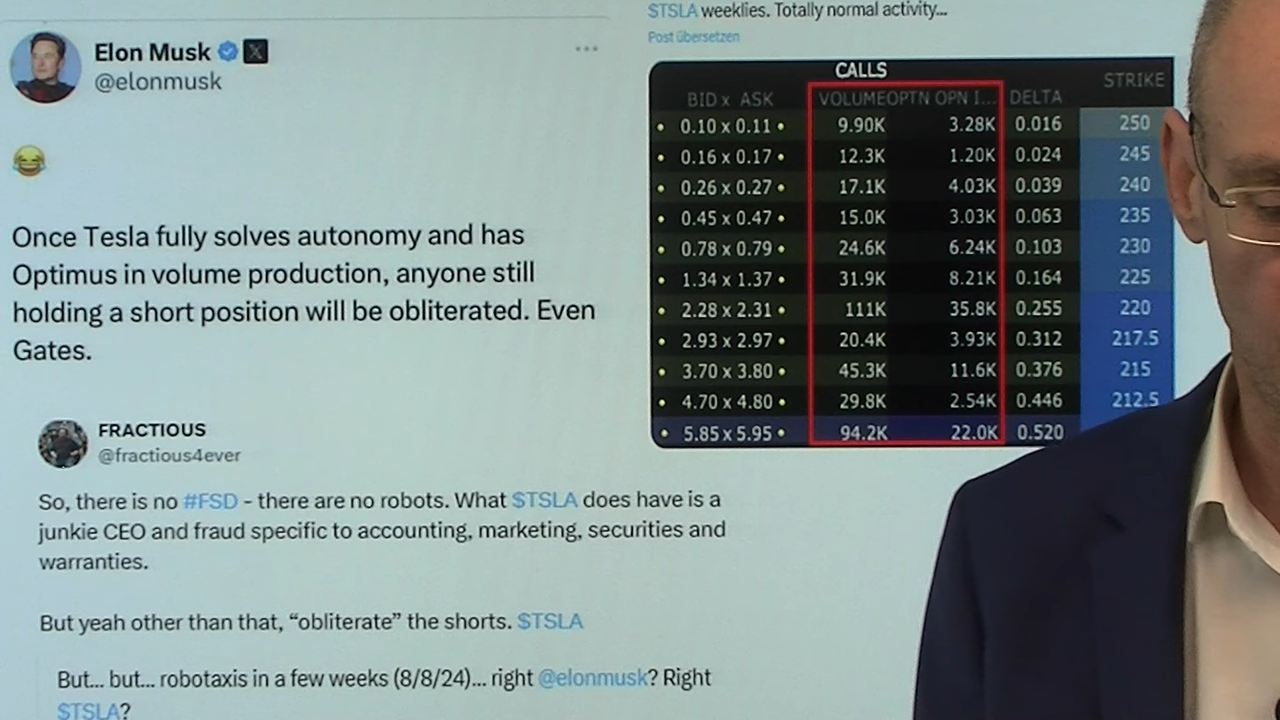 Elon Musk
@elonmusk
😂
Once Tesla fully solves autonomy and has
Optimus in volume production, anyone still
holding a short position will be obliterated. Even
Gates.
FRACTIOUS
@fractious4ever
So, there is no #FSD - there are no robots. What $TSLA does have is a
junkie CEO and fraud specific to accounting, marketing, securities and
warranties.
But yeah other than that, “obliterate” the shorts. $TSLA
But... but... robotaxis in a few weeks (8/8/24)... right @elonmusk? Right
$TSLA?
$TSLA weeklies. Totally normal activity...
Post übersetzen
CALLS
BID x ASK VOLUME OPTN OPN I... DELTA STRIKE
0.10 x 0.11 9.90K 3.28K 0.016 250
0.16 x 0.17 12.3K 1.20K 0.024 245
0.26 x 0.27 17.1K 4.03K 0.039 240
0.45 x 0.47 15.0K 3.03K 0.063 235
0.78 x 0.79 24.6K 6.24K 0.103 230
1.34 x 1.37 31.9K 8.21K 0.164 225
2.28 x 2.31 111K 35.8K 0.255 220
2.93 x 2.97 20.4K 3.93K 0.312 217.5
3.70 x 3.80 45.3K 11.6K 0.376 215
4.70 x 4.80 29.8K 2.54K 0.446 212.5
5.85 x 5.95 94.2K 22.0K 0.520